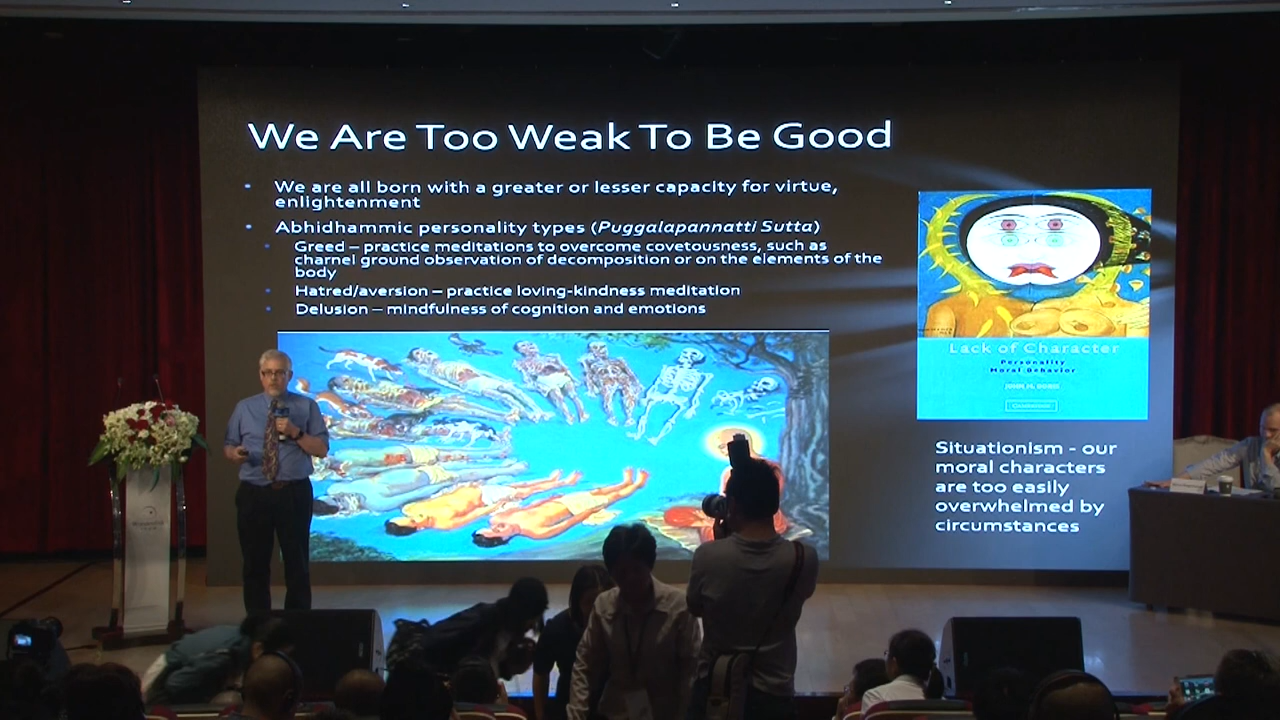 We Are Too Weak To Be Good
• We are all born with a greater or lesser capacity for virtue,
enlightenment
• Abhidhammic personality types (Puggalapannatti Sutta)
• Greed – practice meditations to overcome covetousness, such as
charnel ground observation of decomposition or on the elements of the
body
• Hatred/aversion – practice loving-kindness meditation
• Delusion – mindfulness of cognition and emotions
Lack of Character
Personality
Moral Behavior
Situationism - our
moral characters
are too easily
overwhelmed by
circumstances